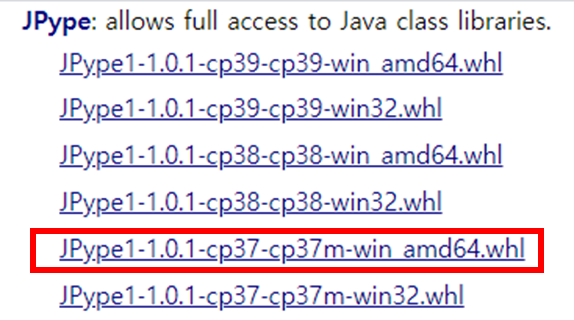 JPype: allows full access to Java class libraries.
JPype1-1.0.1-cp39-cp39-win_amd64.whl
JPype1-1.0.1-cp39-cp39-win32.whl
JPype1-1.0.1-cp38-cp38-win_amd64.whl
JPype1-1.0.1-cp38-cp38-win32.whl
JPype1-1.0.1-cp37-cp37m-win_amd64.whl
JPype1-1.0.1-cp37-cp37m-win32.whl